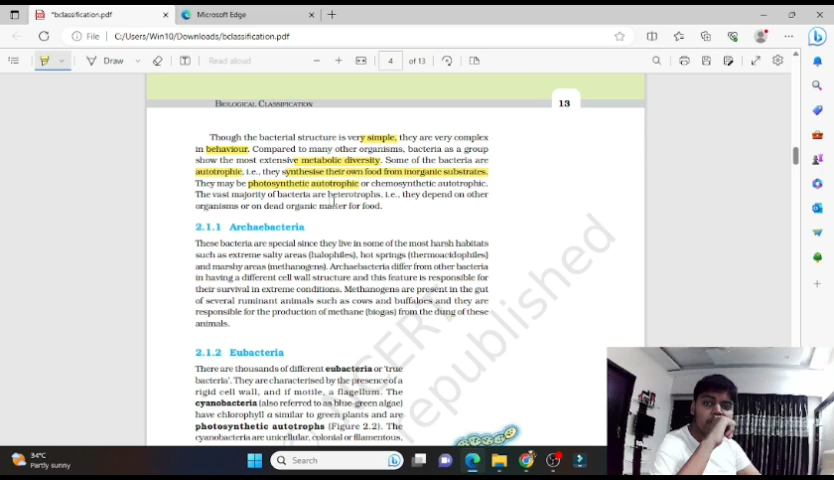 *bclassification.pdf
Microsoft Edge
File C:/Users/Win10/Downloads/bclassification.pdf
Draw
Read aloud
4 of 13
BIOLOGICAL CLASSIFICATION
13
Though the bacterial structure is very simple, they are very complex
in behaviour. Compared to many other organisms, bacteria as a group
show the most extensive metabolic diversity. Some of the bacteria are
autotrophic, i.e., they synthesise their own food from inorganic substrates.
They may be photosynthetic autotrophic or chemosynthetic autotrophic.
The vast majority of bacteria are heterotrophs, i.e., they depend on other
organisms or on dead organic matter for food.
2.1.1 Archaebacteria
These bacteria are special since they live in some of the most harsh habitats
such as extreme salty areas (halophiles), hot springs (thermoacidophiles)
and marshy areas (methanogens). Archaebacteria differ from other bacteria
in having a different cell wall structure and this feature is responsible for
their survival in extreme conditions. Methanogens are present in the gut
of several ruminant animals such as cows and buffaloes and they are
responsible for the production of methane (biogas) from the dung of these
animals.
2.1.2 Eubacteria
There are thousands of different eubacteria or 'true
bacteria'. They are characterised by the presence of a
rigid cell wall, and if motile, a flagellum. The
cyanobacteria (also referred to as blue-green algae)
have chlorophyll a similar to green plants and are
photosynthetic autotrophs (Figure 2.2). The
cyanobacteria are unicellular, colonial or filamentous,
NCERT
republished
34°C
Partly sunny
Search